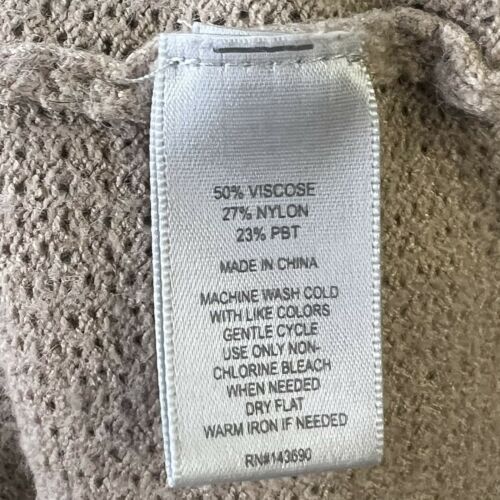 50% VISCOSE
27% NYLON
23% PBT
MADE IN CHINA
MACHINE WASH COLD
WITH LIKE COLORS
GENTLE CYCLE
USE ONLY NON-
CHLORINE BLEACH
WHEN NEEDED
DRY FLAT
WARM IRON IF NEEDED
RN#143690